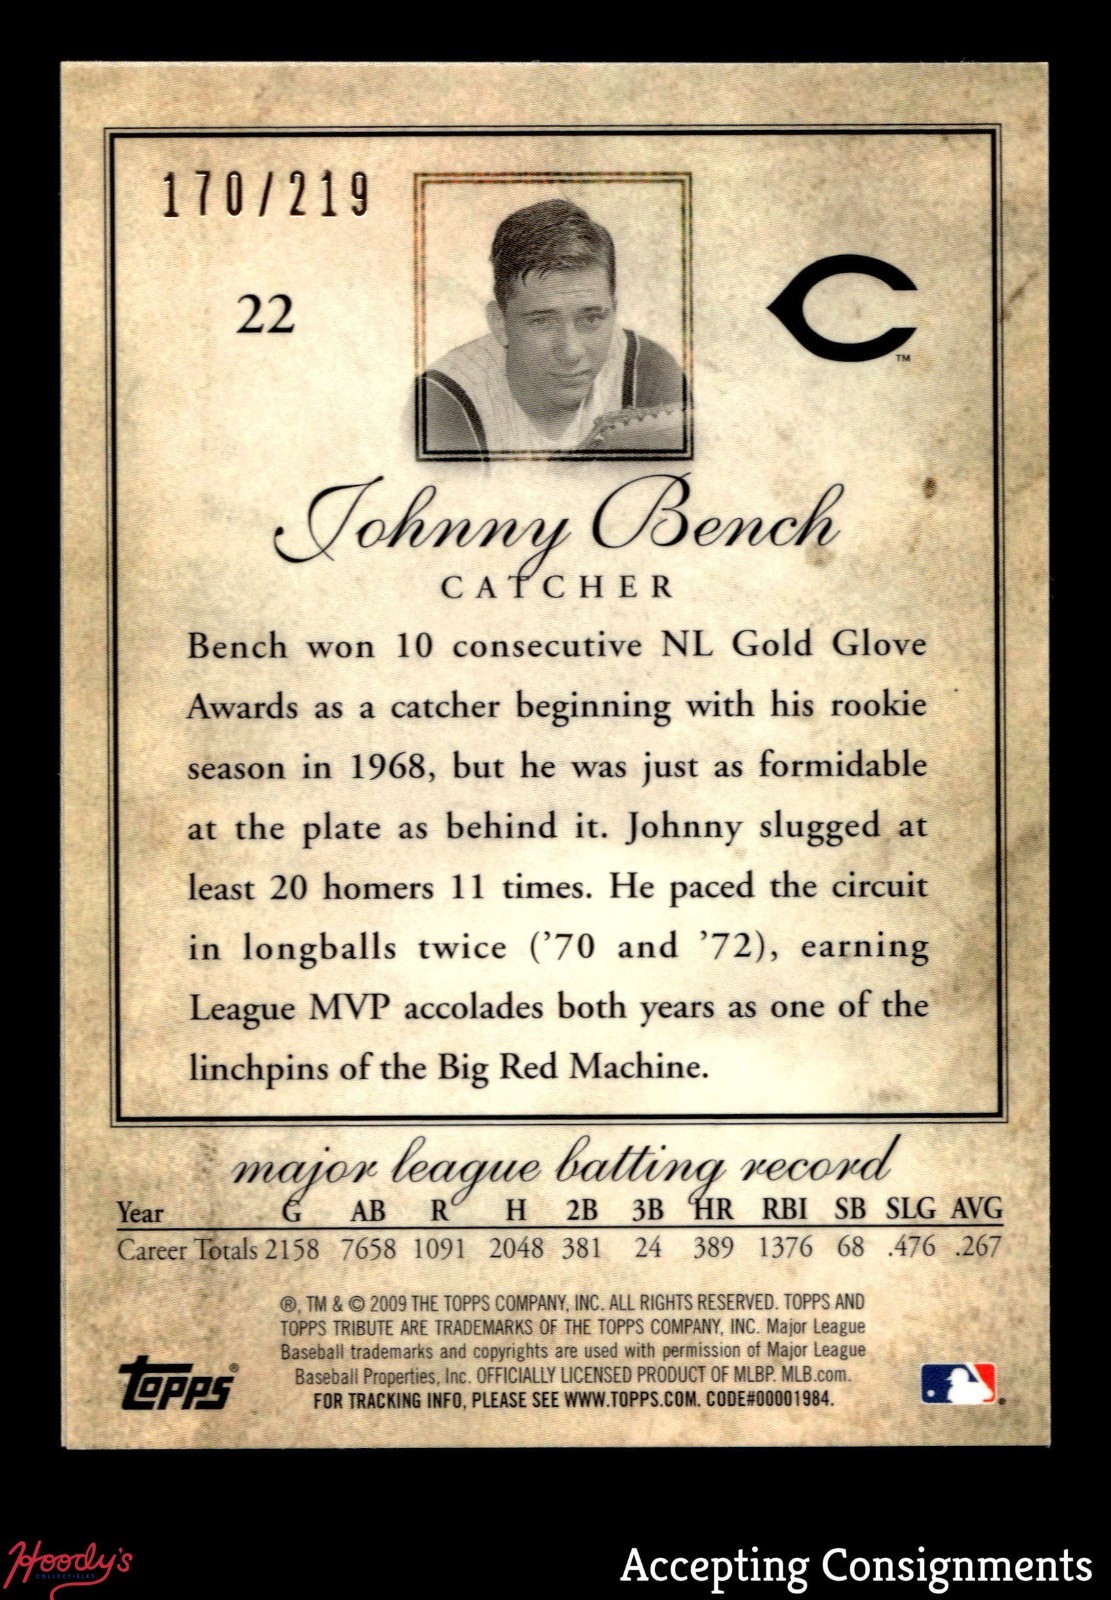 170/219
22
TM
Johnny Bench
CATCHER
Bench won 10 consecutive NL Gold Glove
Awards as a catcher beginning with his rookie
season in 1968, but he was just as formidable
at the plate as behind it. Johnny slugged at
least 20 homers 11 times. He paced the circuit
in longballs twice (’70 and ’72), earning
League MVP accolades both years as one of the
linchpins of the Big Red Machine.
major league batting record
Year G AB R H 2B 3B HR RBI SB SLG AVG
Career Totals 2158 7658 1091 2048 381 24 389 1376 68 .476 .267
®, TM & © 2009 THE TOPPS COMPANY, INC. ALL RIGHTS RESERVED. TOPPS AND
TOPPS TRIBUTE ARE TRADEMARKS OF THE TOPPS COMPANY, INC. Major League
Baseball trademarks and copyrights are used with permission of Major League
Baseball Properties, Inc. OFFICIALLY LICENSED PRODUCT OF MLBP. MLB.com.
FOR TRACKING INFO, PLEASE SEE WWW.TOPPS.COM. CODE#00001984.
Topps®
Hoody's
COLLECTIBLES
Accepting Consignments